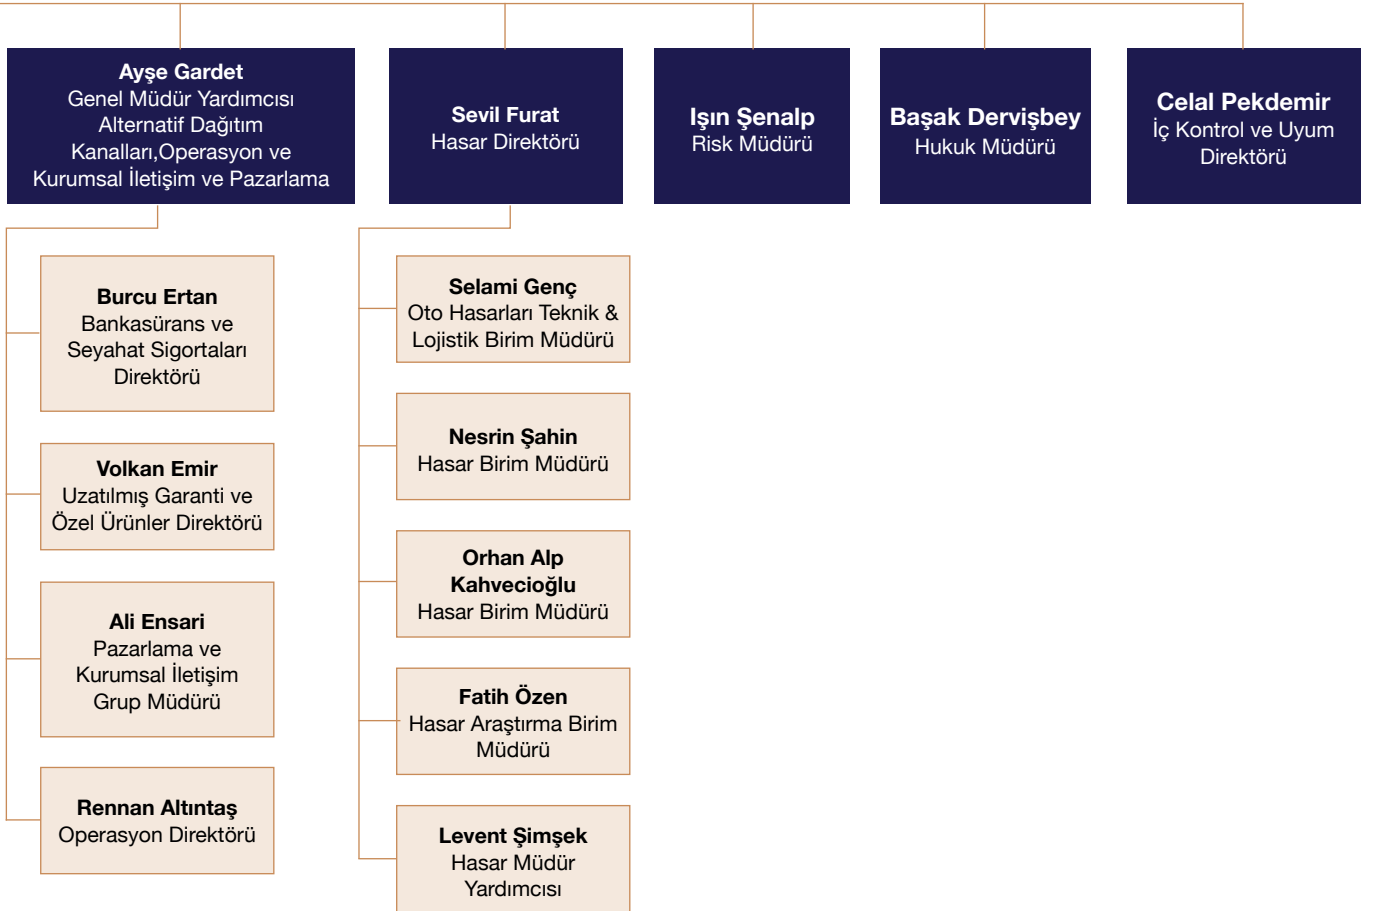 Ayşe Gardet
Genel Müdür Yardımcısı
Alternatif Dağıtım
Kanalları,Operasyon ve
Kurumsal İletişim ve Pazarlama
Sevil Furat
Hasar Direktörü
Işın Şenalp
Risk Müdürü
Başak Dervişbey
Hukuk Müdürü
Celal Pekdemir
İç Kontrol ve Uyum
Direktörü
Burcu Ertan
Bankasürans ve
Seyahat Sigortaları
Direktörü
Volkan Emir
Uzatılmış Garanti ve
Özel Ürünler Direktörü
Ali Ensari
Pazarlama ve
Kurumsal İletişim
Grup Müdürü
Rennan Altıntaş
Operasyon Direktörü
Selami Genç
Oto Hasarları Teknik &
Lojistik Birim Müdürü
Nesrin Şahin
Hasar Birim Müdürü
Orhan Alp
Kahvecioğlu
Hasar Birim Müdürü
Fatih Özen
Hasar Araştırma Birim
Müdürü
Levent Şimşek
Hasar Müdür
Yardımcısı